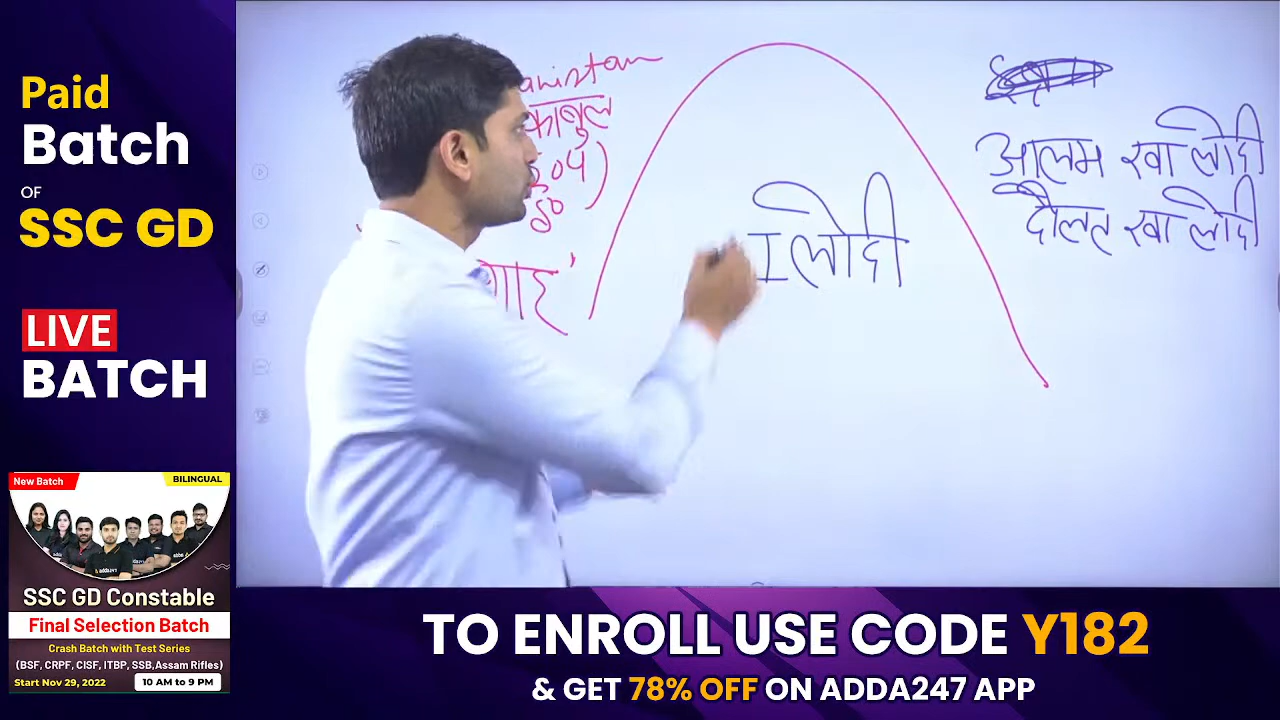 Paid
Batch
OF
SSC GD
LIVE
BATCH
New Batch
BILINGUAL
SSC GD Constable
Final Selection Batch
Crash Batch with Test Series
(BSF, CRPF, CISF, ITBP, SSB, Assam Rifles)
Start Nov 29, 2022
10 AM to 9 PM
काबुल
I लोदी
आलम खा लोदी
दौलत खा लोदी
TO ENROLL USE CODE Y182
& GET 78% OFF ON ADDA247 APP